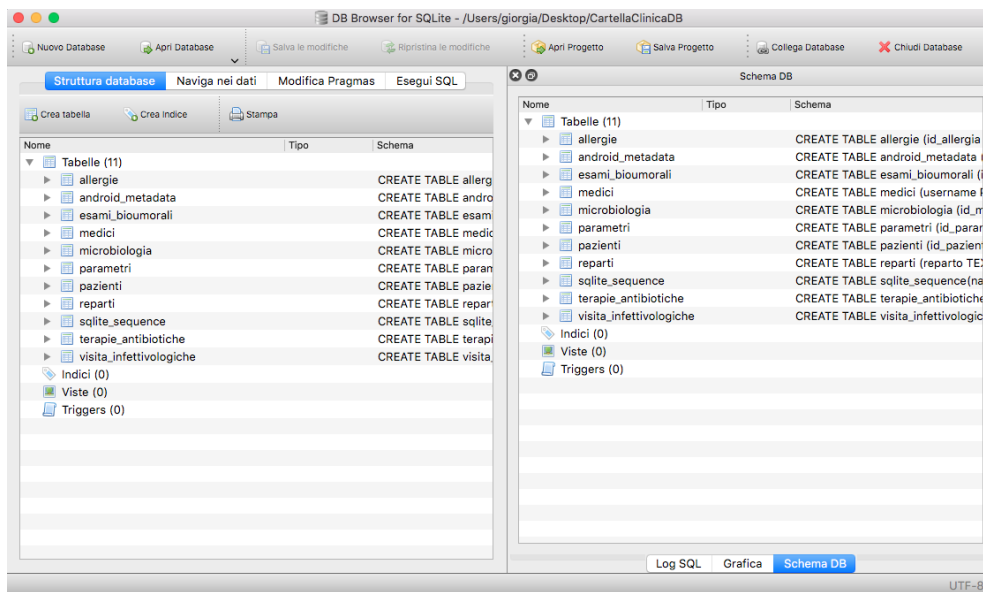 DB Browser for SQLite - /Users/giorgia/Desktop/CartellaClinicaDB
Nuovo Database Apri Database Salva le modifiche Ripristina le modifiche Apri Progetto Salva Progetto Collega Database Chiudi Database
Struttura database Naviga nei dati Modifica Pragmas Esegui SQL
Crea tabella Crea Indice Stampa
Nome Tipo Schema
Tabelle (11)
allergie CREATE TABLE allerg
android_metadata CREATE TABLE andro
esami_bioumorali CREATE TABLE esam
medici CREATE TABLE medic
microbiologia CREATE TABLE micro
parametri CREATE TABLE param
pazienti CREATE TABLE pazie
reparti CREATE TABLE repart
sqlite_sequence CREATE TABLE sqlite
terapie_antibiotiche CREATE TABLE terapi
visita_infettivologiche CREATE TABLE visita_
Indici (0)
Viste (0)
Triggers (0)
Schema DB
Nome Tipo Schema
Tabelle (11)
allergie CREATE TABLE allergie (id_allergia
android_metadata CREATE TABLE android_metadata (
esami_bioumorali CREATE TABLE esami_bioumorali (i
medici CREATE TABLE medici (username P
microbiologia CREATE TABLE microbiologia (id_m
parametri CREATE TABLE parametri (id_paran
pazienti CREATE TABLE pazienti (id_pazient
reparti CREATE TABLE reparti (reparto TEX
sqlite_sequence CREATE TABLE sqlite_sequence(na
terapie_antibiotiche CREATE TABLE terapie_antibiotiche
visita_infettivologiche CREATE TABLE visita_infettivologic
Indici (0)
Viste (0)
Triggers (0)
Log SQL Grafica Schema DB
UTF-8